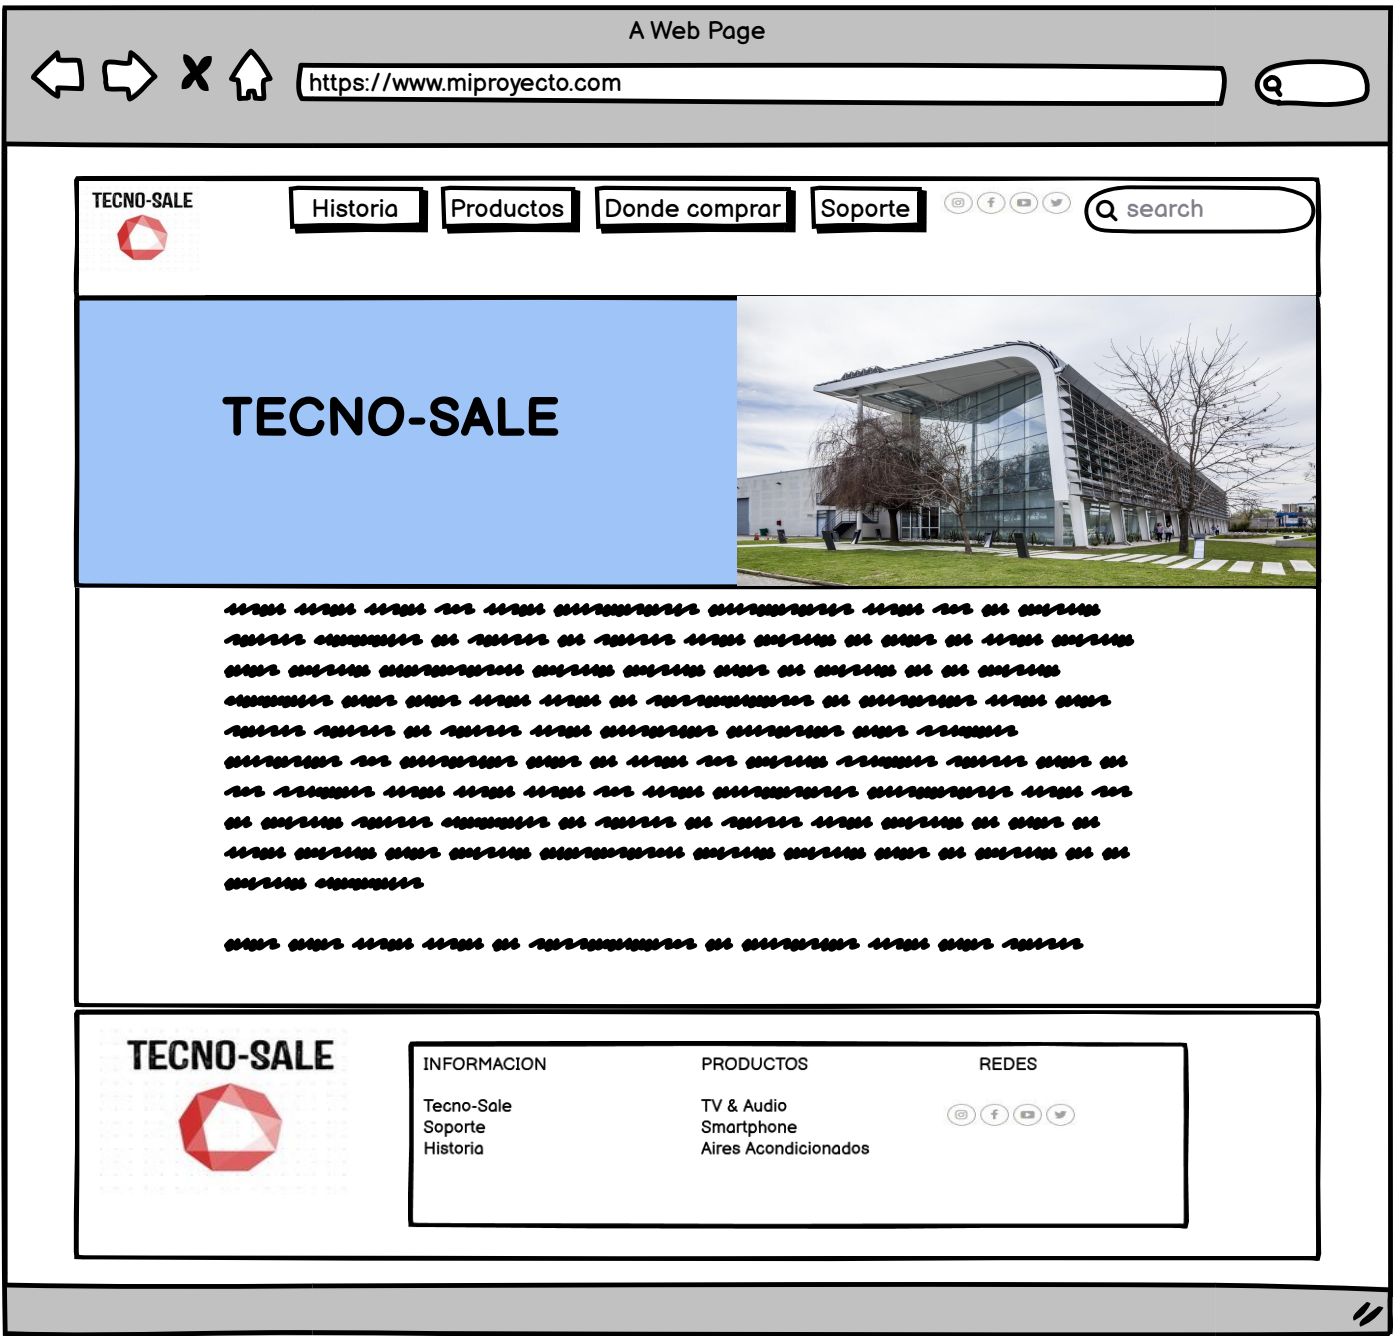 A Web Page
https://www.miproyecto.com
TECNO-SALE
Historia
Productos
Donde comprar
Soporte
search
TECNO-SALE
TECNO-SALE
INFORMACION
Tecno-Sale
Soporte
Historia
PRODUCTOS
TV & Audio
Smartphone
Aires Acondicionados
REDES